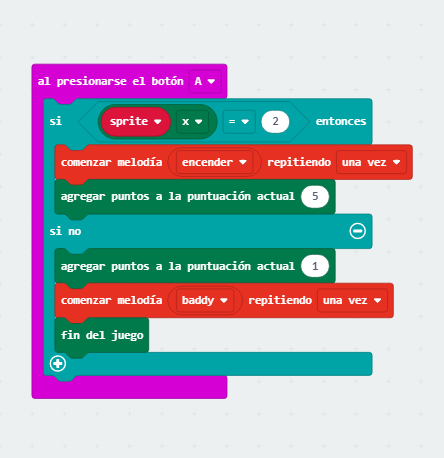 al presionarse el botón A
si sprite x = 2 entonces
comenzar melodía encender repitiendo una vez
agregar puntos a la puntuación actual 5
si no
agregar puntos a la puntuación actual 1
comenzar melodía baddy repitiendo una vez
fin del juego